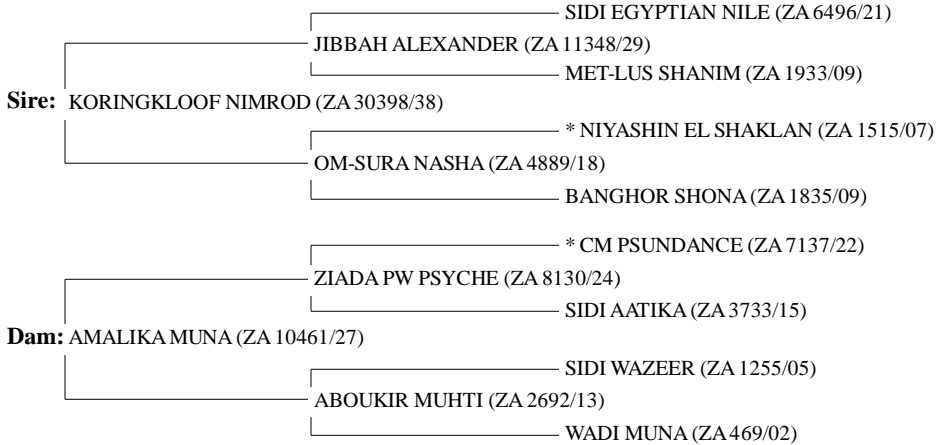 SIDI EGYPTIAN NILE (ZA 6496/21)
JIBBAH ALEXANDER (ZA 11348/29)
MET-LUS SHANIM (ZA 1933/09)
Sire: KORINGKLOOF NIMROD (ZA 30398/38)
* NIYASHIN EL SHAKLAN (ZA 1515/07)
OM-SURA NASHA (ZA 4889/18)
BANGHOR SHONA (ZA 1835/09)
* CM PSUNDANCE (ZA 7137/22)
ZIADA PW PSYCHE (ZA 8130/24)
SIDI AATIKA (ZA 3733/15)
Dam: AMALIKA MUNA (ZA 10461/27)
SIDI WAZEER (ZA 1255/05)
ABOUKIR MUHTI (ZA 2692/13)
WADI MUNA (ZA 469/02)